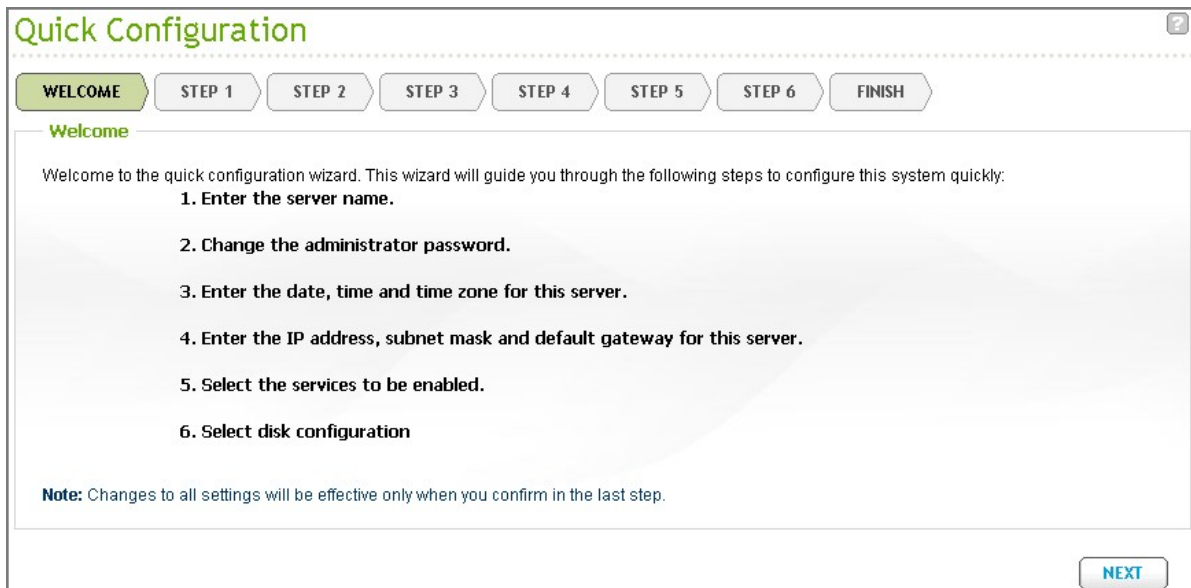 Quick Configuration
?
WELCOME STEP 1 STEP 2 STEP 3 STEP 4 STEP 5 STEP 6 FINISH
Welcome
Welcome to the quick configuration wizard. This wizard will guide you through the following steps to configure this system quickly:
1. Enter the server name.
2. Change the administrator password.
3. Enter the date, time and time zone for this server.
4. Enter the IP address, subnet mask and default gateway for this server.
5. Select the services to be enabled.
6. Select disk configuration
Note: Changes to all settings will be effective only when you confirm in the last step.
NEXT